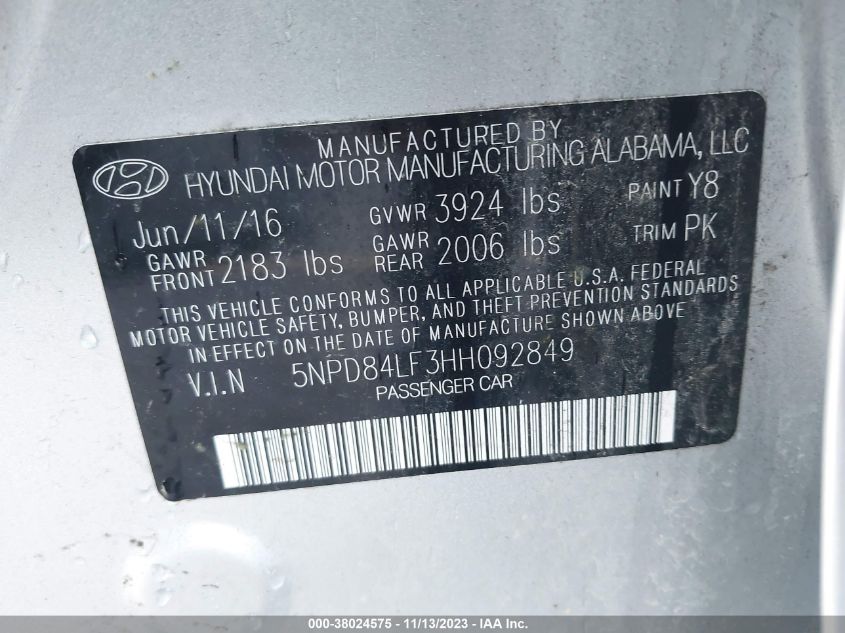 MANUFACTURED BY
HYUNDAI MOTOR MANUFACTURING ALABAMA, LLC
Jun/11/16 GVWR 3924 lbs PAINT Y8
GAWR FRONT 2183 lbs GAWR REAR 2006 lbs TRIM PK
THIS VEHICLE CONFORMS TO ALL APPLICABLE U.S.A. FEDERAL
MOTOR VEHICLE SAFETY, BUMPER, AND THEFT PREVENTION STANDARDS
IN EFFECT ON THE DATE OF MANUFACTURE SHOWN ABOVE
V.I.N 5NPD84LF3HH092849
PASSENGER CAR
000-38024575 - 11/13/2023 - IAA Inc.